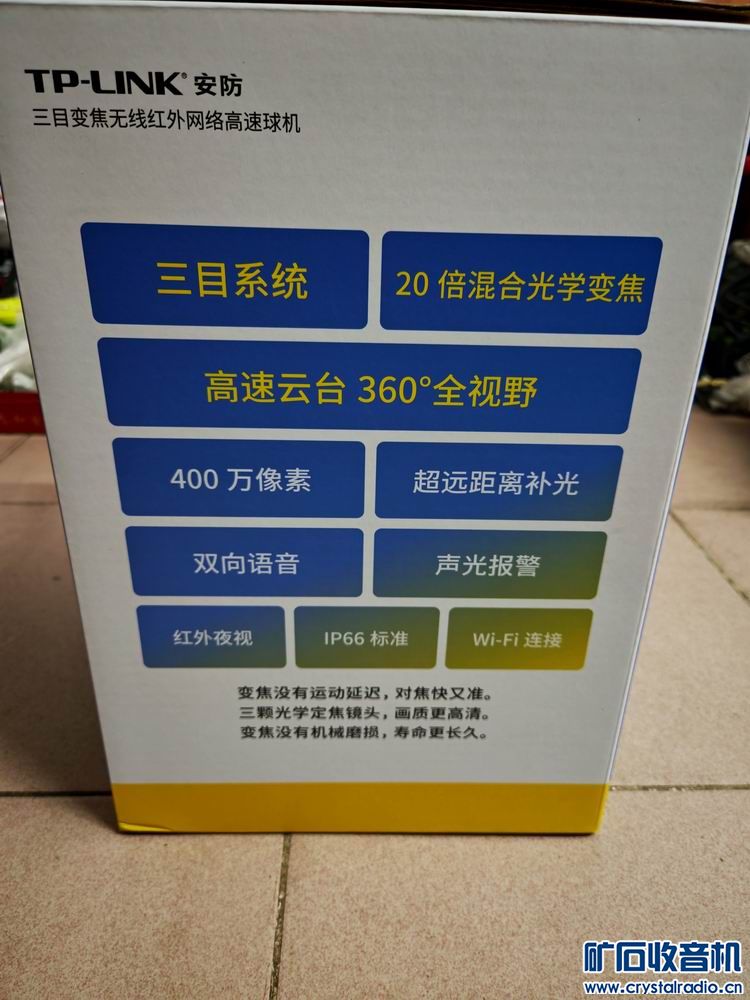 TP-LINK® 安防
三目变焦无线红外网络高速球机
三目系统
20 倍混合光学变焦
高速云台 360°全视野
400 万像素
超远距离补光
双向语音
声光报警
红外夜视
IP66 标准
Wi-Fi 连接
变焦没有运动延迟，对焦快又准。
三颗光学定焦镜头，画质更高清。
变焦没有机械磨损，寿命更长久。
矿石收音机
www.crystalradio.cn